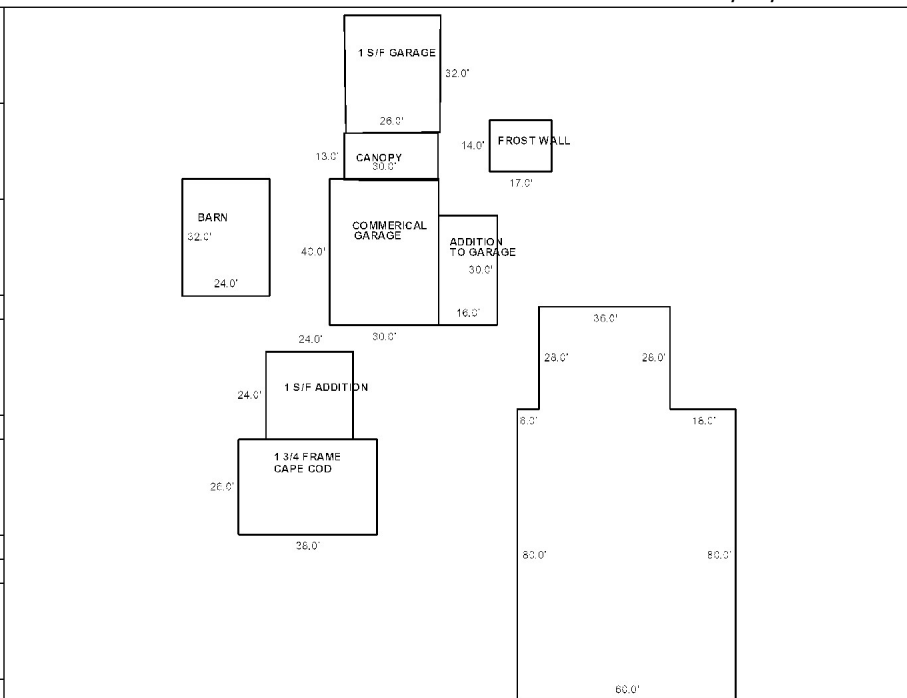 1 S/F GARAGE
32.0'
26.0'
14.0'
FROST WALL
13.0'
CANOPY
30.0'
17.0'
BARN
32.0'
24.0'
COMMERICAL
GARAGE
40.0'
30.0'
ADDITION
TO GARAGE
30.0'
16.0'
36.0'
28.0'
28.0'
24.0'
24.0'
1 S/F ADDITION
6.0'
18.0'
1 3/4 FRAME
CAPE COD
26.0'
38.0'
80.0'
80.0'
60.0'